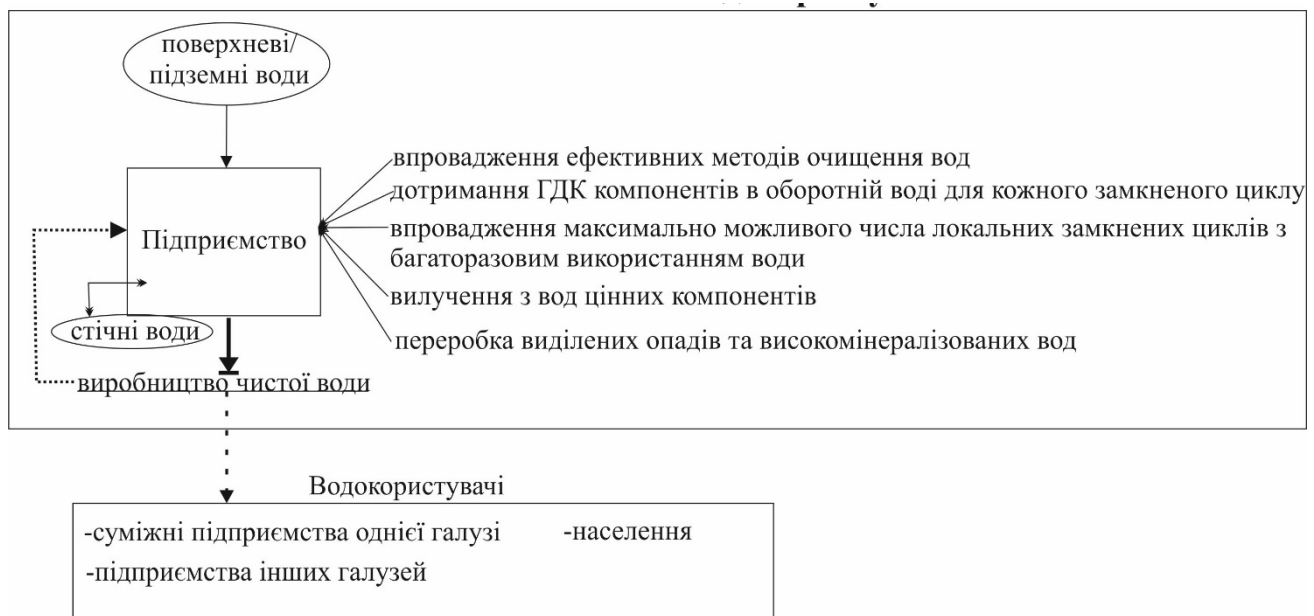 поверхневі/
підземні води
впровадження ефективних методів очищення вод
дотримання ГДК компонентів в оборотній воді для кожного замкненого циклу
Підприємство
впровадження максимально можливого числа локальних замкнених циклів з
багаторазовим використанням води
вилучення з вод цінних компонентів
стічні води
переробка виділених опадів та високомінералізованих вод
виробництво чистої води
Водокористувачі
-суміжні підприємства однієї галузі -населення
-підприємства інших галузей